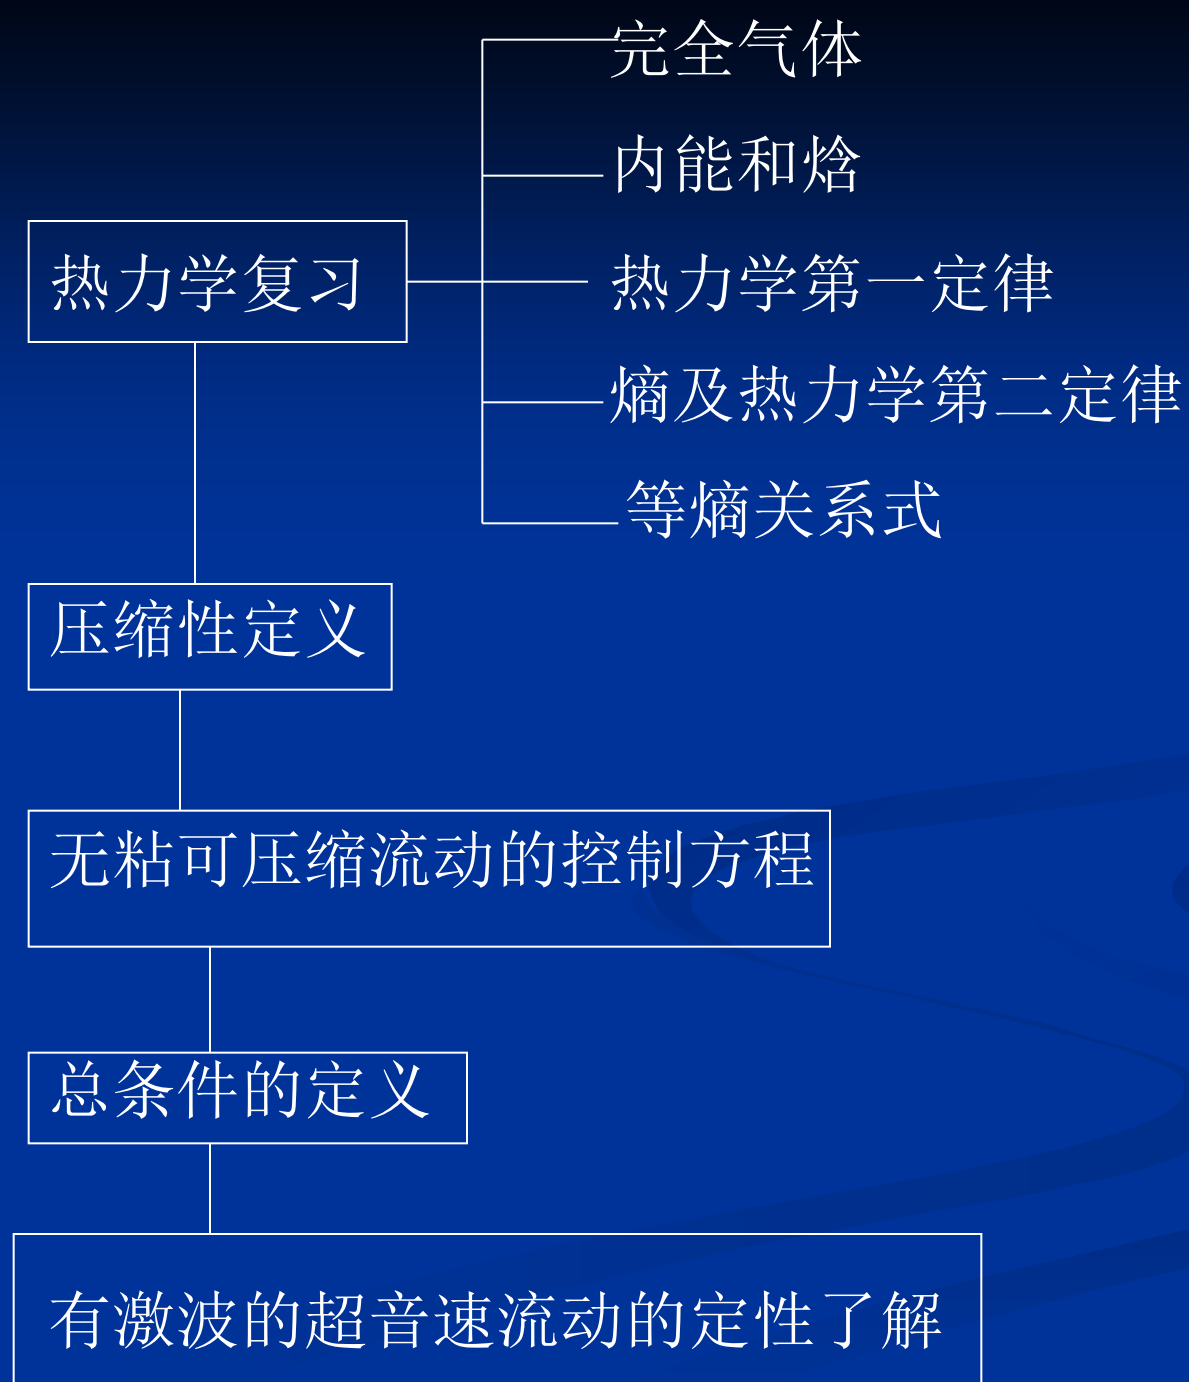 完全气体
内能和焓
热力学复习
热力学第一定律
熵及热力学第二定律
等熵关系式
压缩性定义
无粘可压缩流动的控制方程
总条件的定义
有激波的超音速流动的定性了解